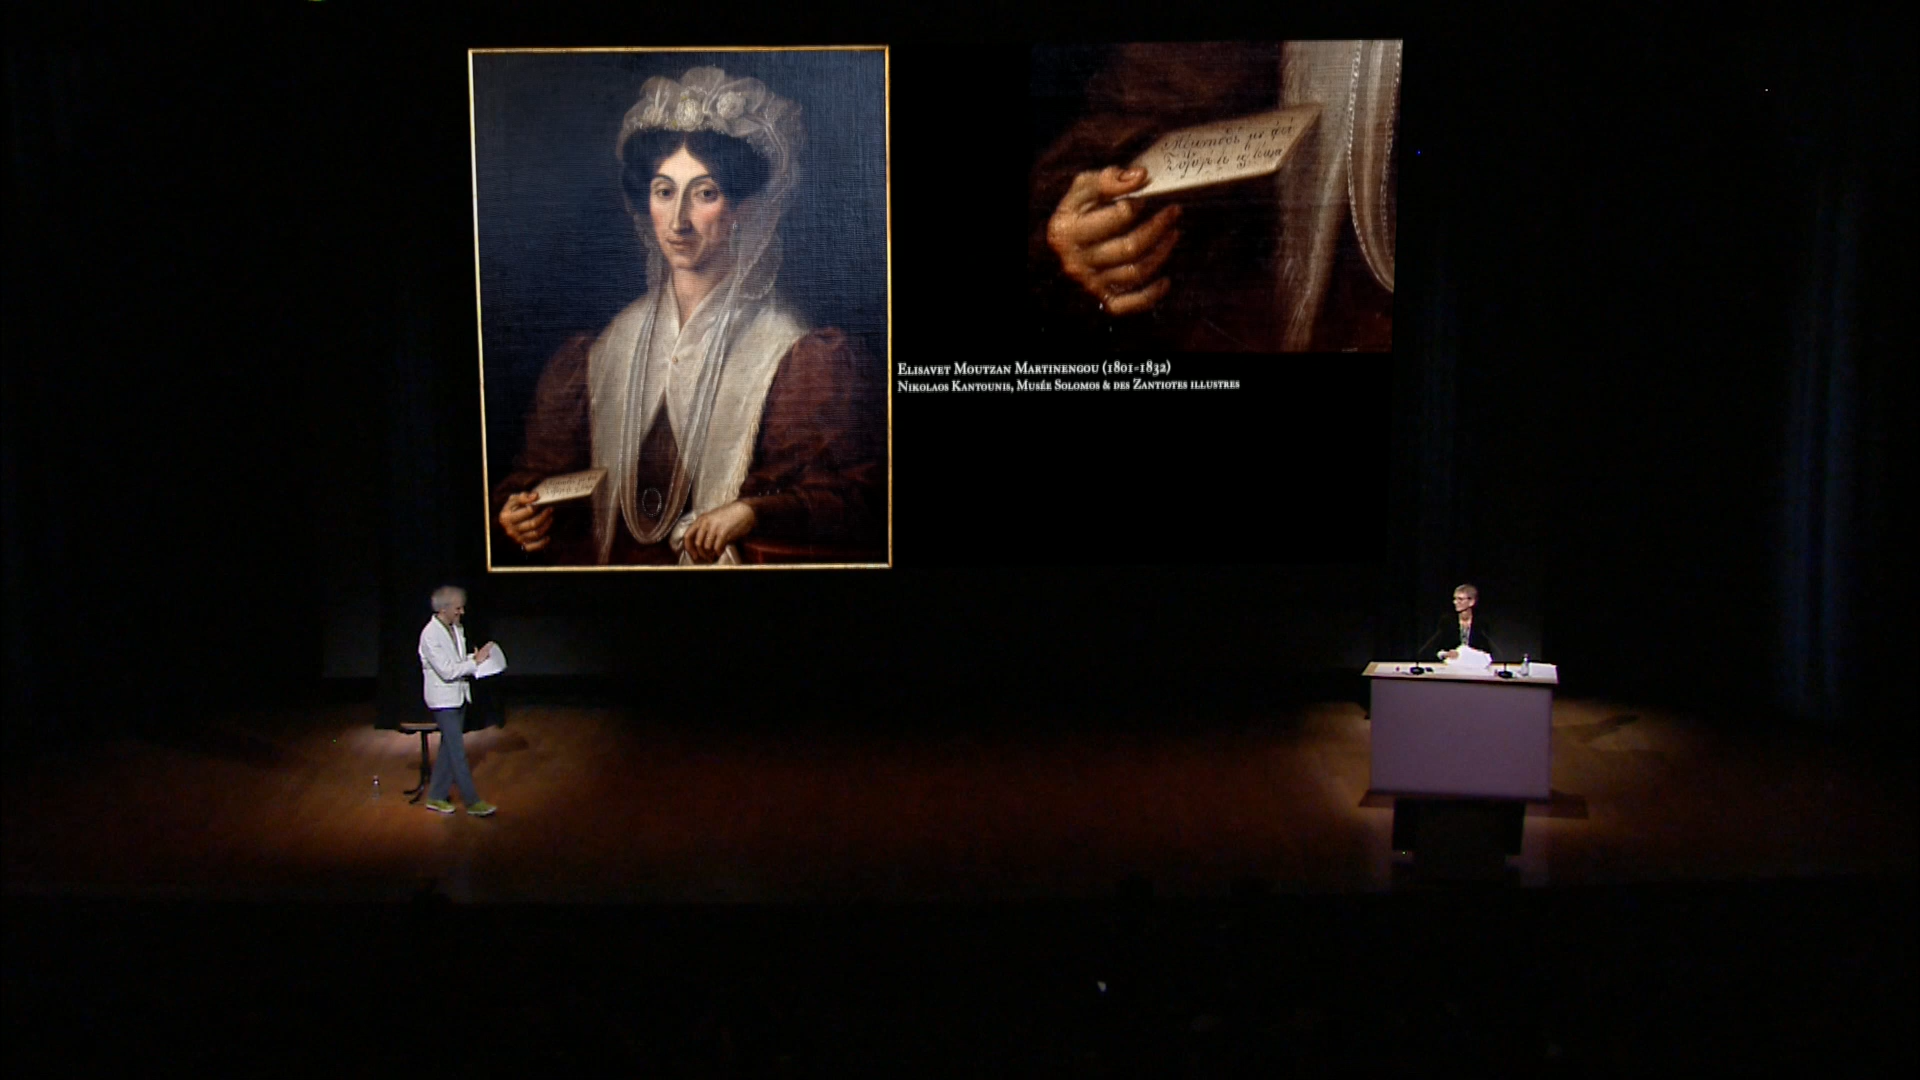 ELISAVET MOUTZAN MARTINENGOU (1801-1832)
NIKOLAOS KANTOUNIS, MUSÉE SOLOMOS & DES ZANTIOTES ILLUSTRES